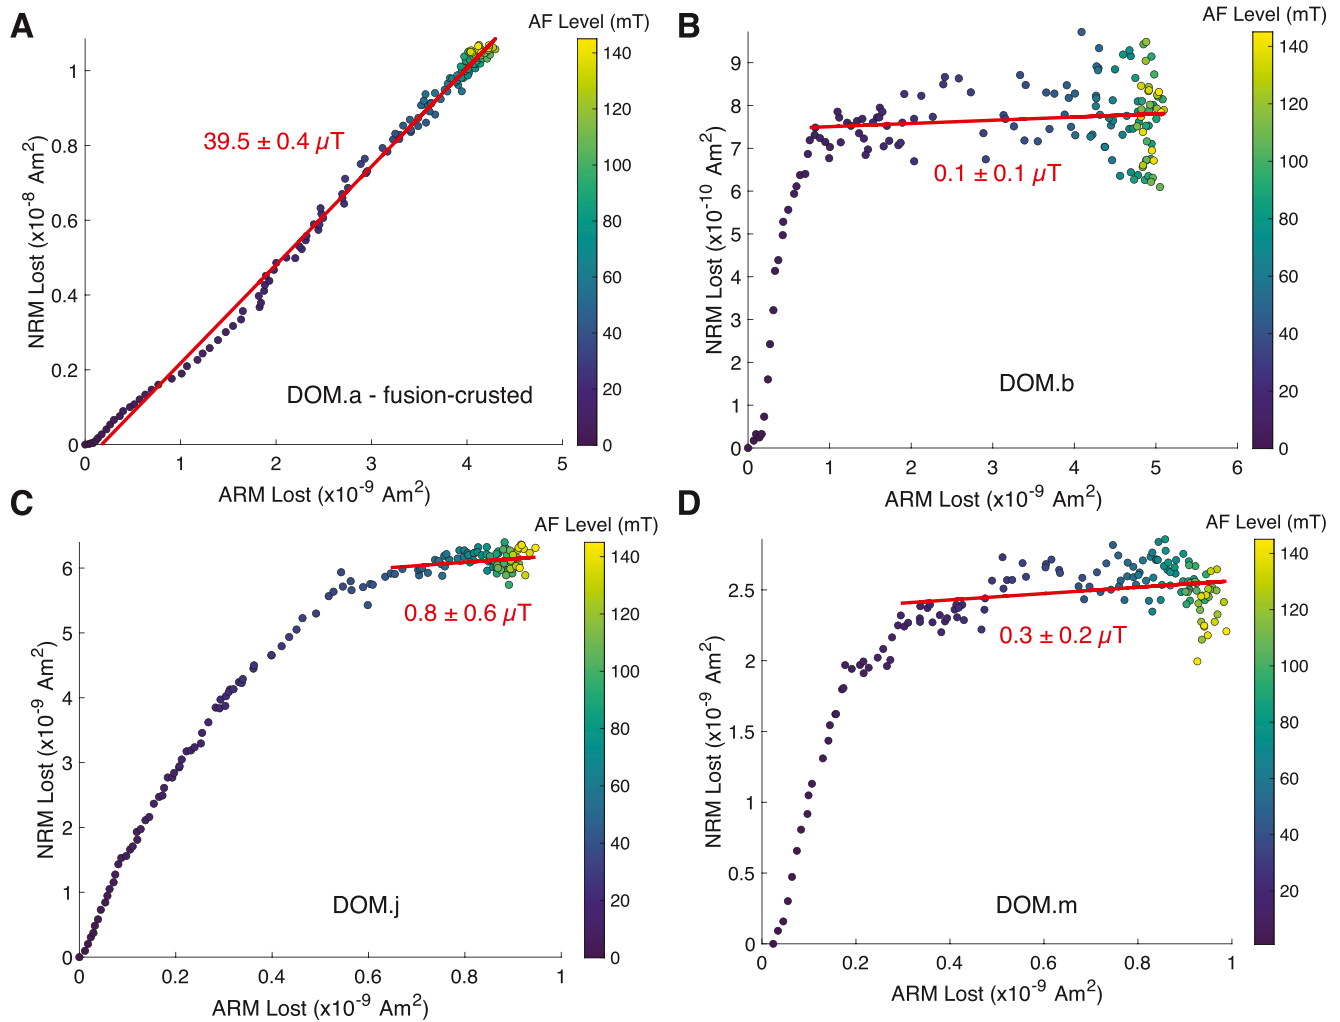 A
AF Level (mT)
NRM Lost (x10⁻⁸ Am²)
1
0.8
0.6
0.4
0.2
0
39.5 ± 0.4 µT
DOM.a - fusion-crusted
0 1 2 3 4 5
ARM Lost (x10⁻⁹ Am²)
140
120
100
80
60
40
20
0
B
AF Level (mT)
NRM Lost (x10⁻¹⁰ Am²)
9
8
7
6
5
4
3
2
1
0
0.1 ± 0.1 µT
DOM.b
0 1 2 3 4 5 6
ARM Lost (x10⁻⁹ Am²)
140
120
100
80
60
40
20
0
C
AF Level (mT)
NRM Lost (x10⁻⁹ Am²)
6
5
4
3
2
1
0
0.8 ± 0.6 µT
DOM.j
0 0.2 0.4 0.6 0.8 1
ARM Lost (x10⁻⁹ Am²)
140
120
100
80
60
40
20
0
D
AF Level (mT)
NRM Lost (x10⁻⁹ Am²)
2.5
2
1.5
1
0.5
0
0.3 ± 0.2 µT
DOM.m
0 0.2 0.4 0.6 0.8 1
ARM Lost (x10⁻⁹ Am²)
140
120
100
80
60
40
20